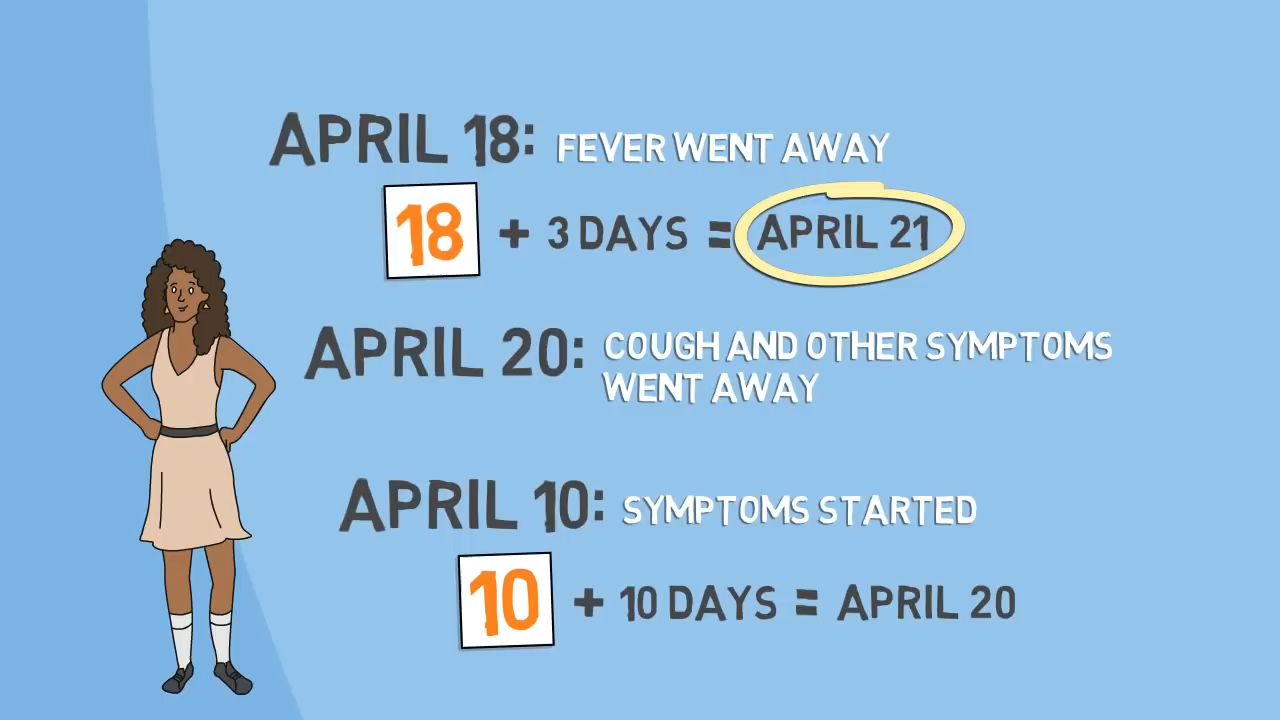 APRIL 18: FEVER WENT AWAY
18 + 3 DAYS = APRIL 21
APRIL 20: COUGH AND OTHER SYMPTOMS
WENT AWAY
APRIL 10: SYMPTOMS STARTED
10 + 10 DAYS = APRIL 20